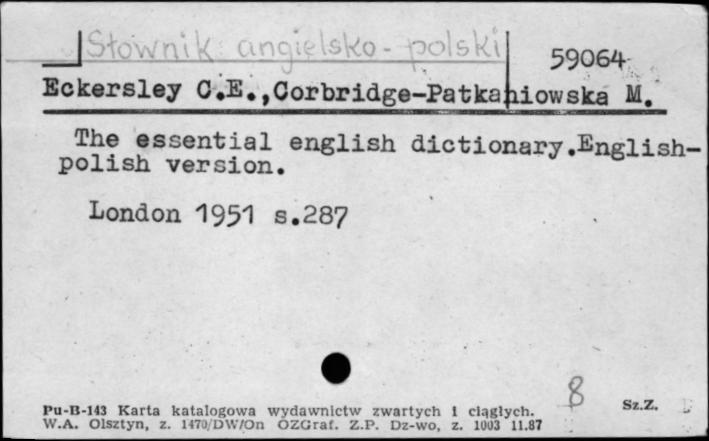 Słownik angielsko-polski
59064
Eckersley C.E.,Corbridge-Patkaniowska M.
The essential english dictionary.English-
polish version.
London 1951 s.287
8
Pu-B-143 Karta katalogowa wydawnictw zwartych i ciągłych. Sz.Z.
W.A. Olsztyn, z. 1470/DW/On OZGraf. Z.P. Dz-wo, z. 1003 11.87